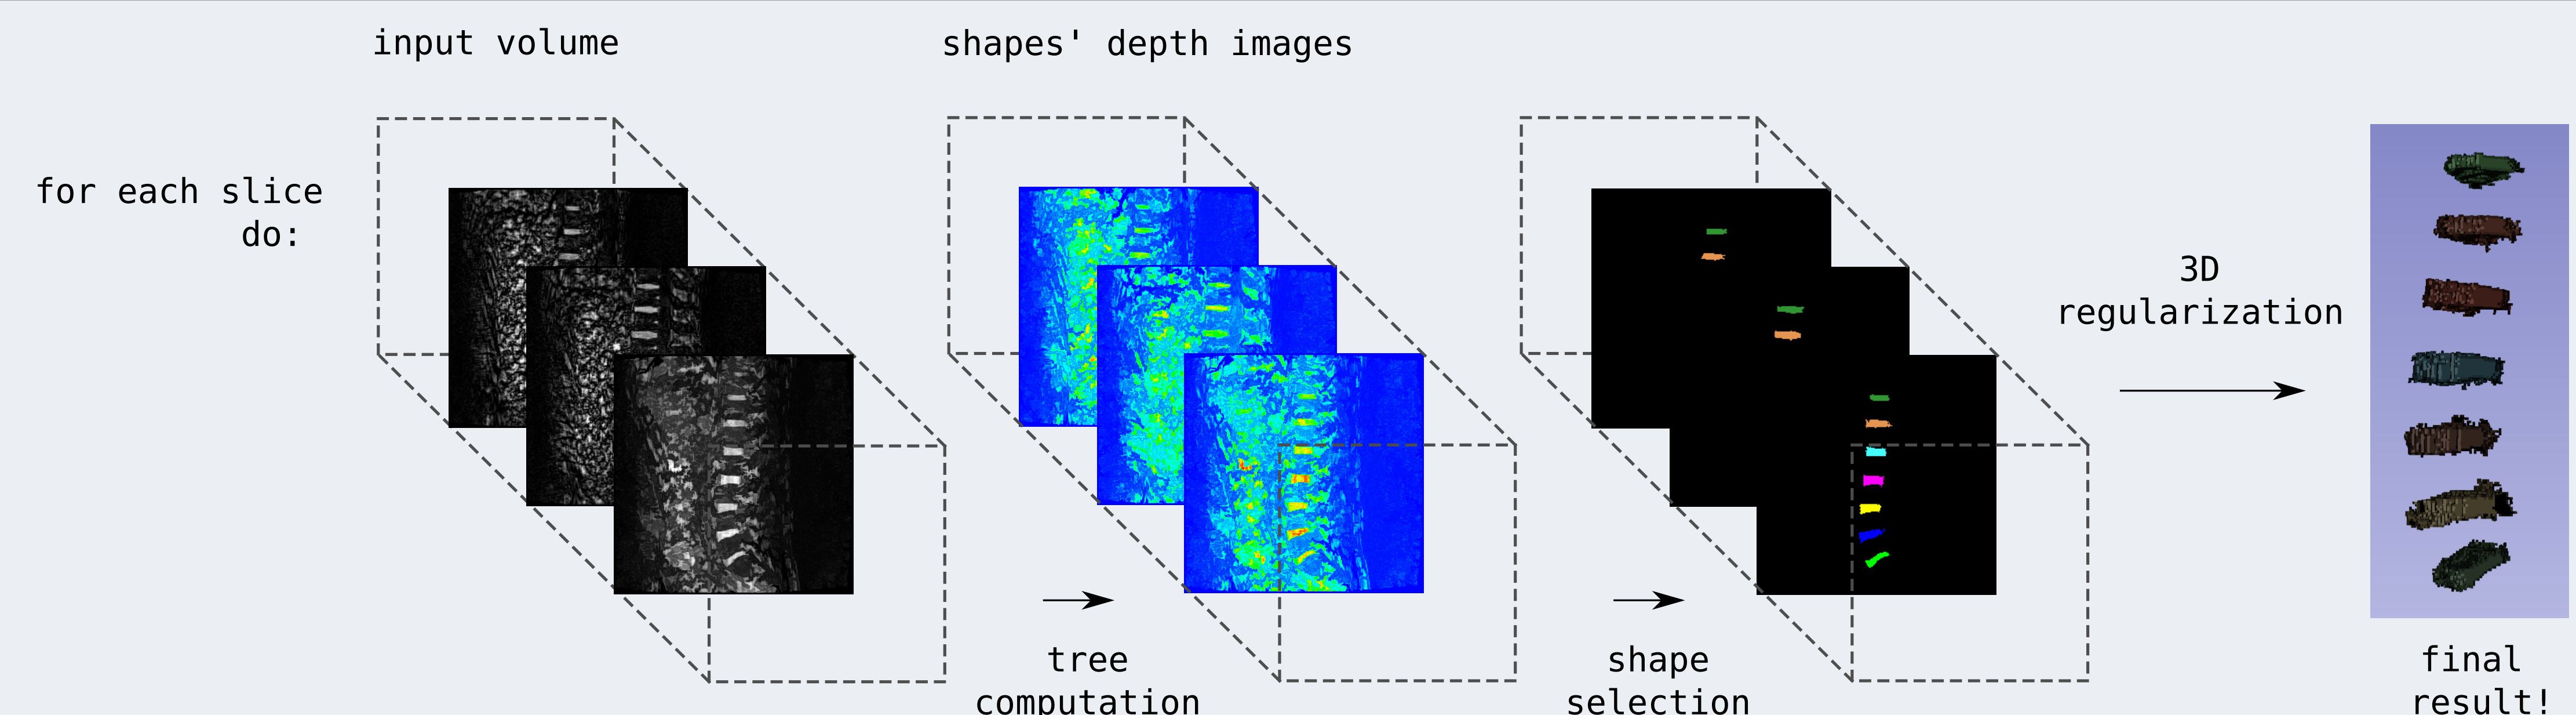 input volume
shapes' depth images
for each slice
do:
3D
regularization
tree
computation
shape
selection
final
result!